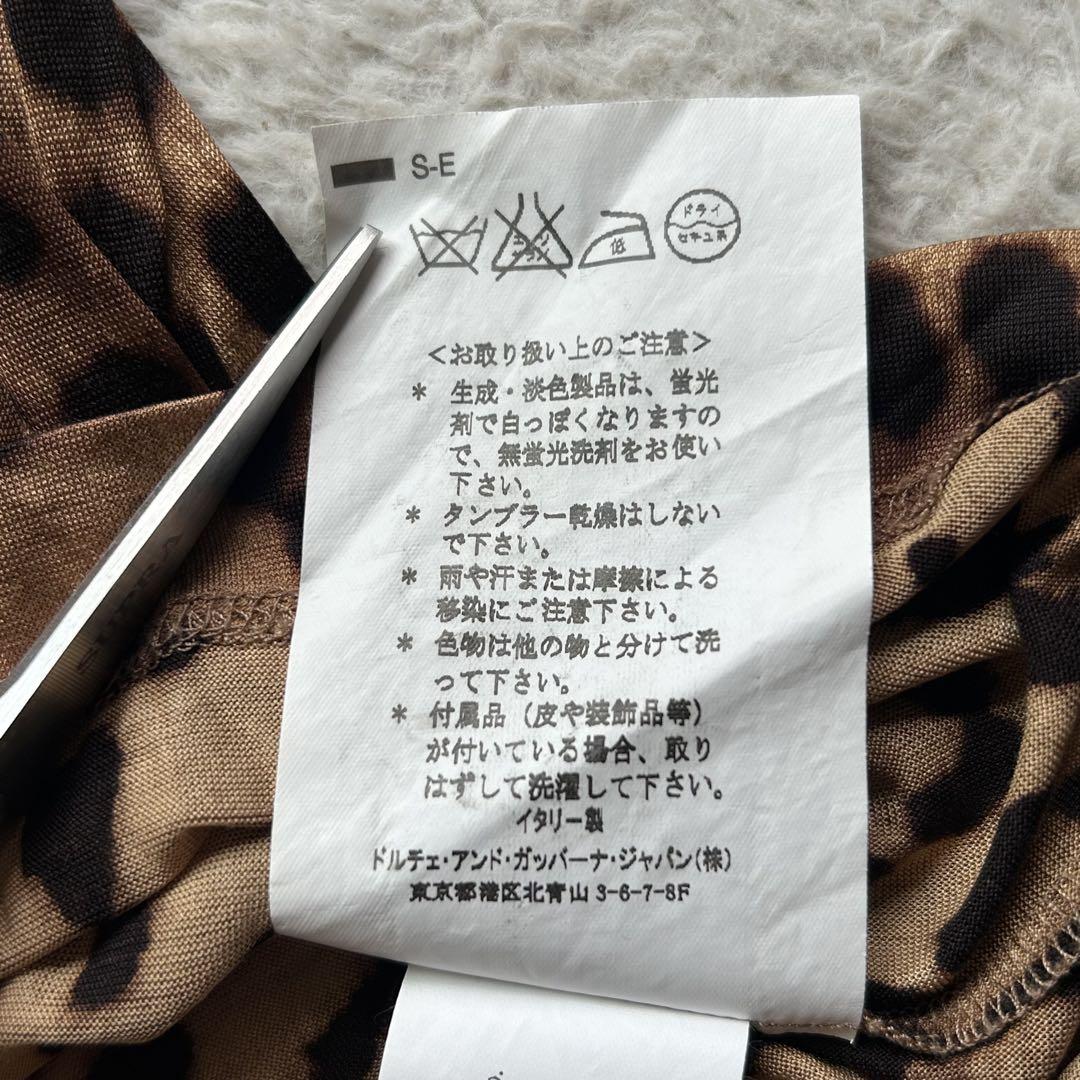 S-E
エンソサラシ
低
ドライ
セキユ系
<お取り扱い上のご注意>
* 生成・淡色製品は、蛍光
剤で白っぽくなりますの
で、無蛍光洗剤をお使い
下さい。
* タンブラー乾燥はしない
で下さい。
* 雨や汗または摩擦による
移染にご注意下さい。
* 色物は他の物と分けて洗
って下さい。
* 付属品(皮や装飾品等)
が付いている場合、取り
はずして洗濯して下さい。
イタリー製
ドルチェ・アンド・ガッバーナ・ジャパン(株)
東京都港区北青山3-6-7-8F